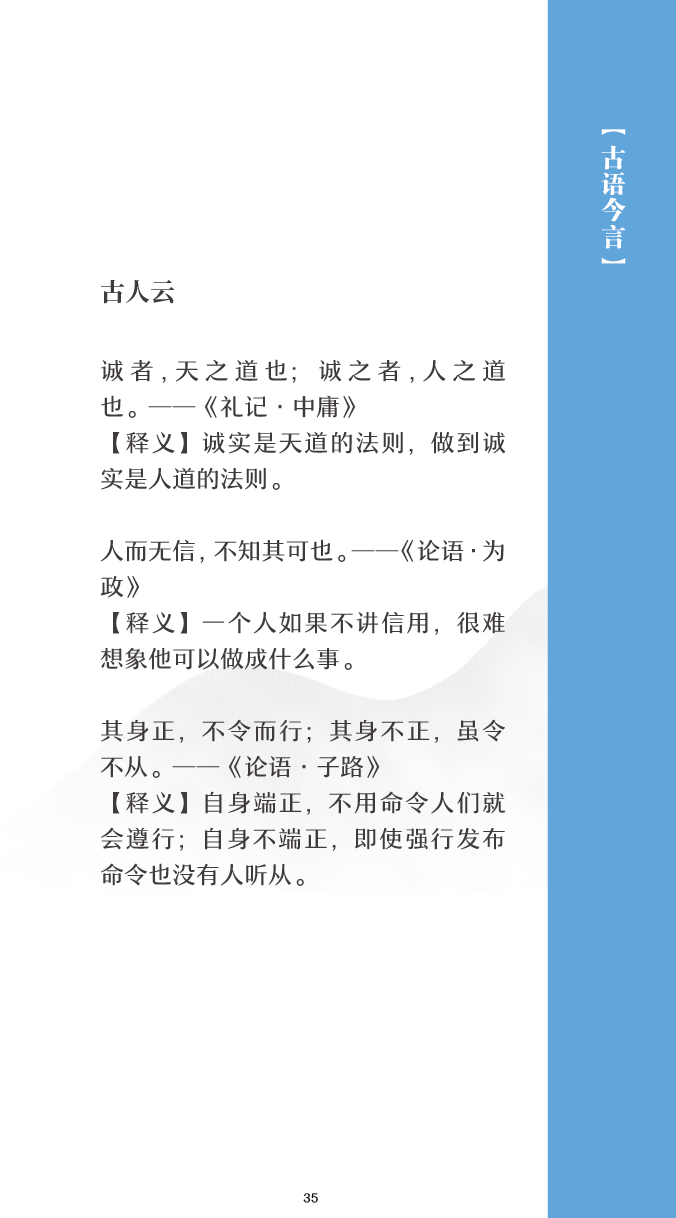 【古语今言】
古人云
诚者,天之道也；诚之者,人之道
也。——《礼记·中庸》
【释义】诚实是天道的法则，做到诚
实是人道的法则。
人而无信,不知其可也。——《论语·为
政》
【释义】一个人如果不讲信用，很难
想象他可以做成什么事。
其身正，不令而行；其身不正，虽令
不从。——《论语·子路》
【释义】自身端正，不用命令人们就
会遵行；自身不端正，即使强行发布
命令也没有人听从。
35